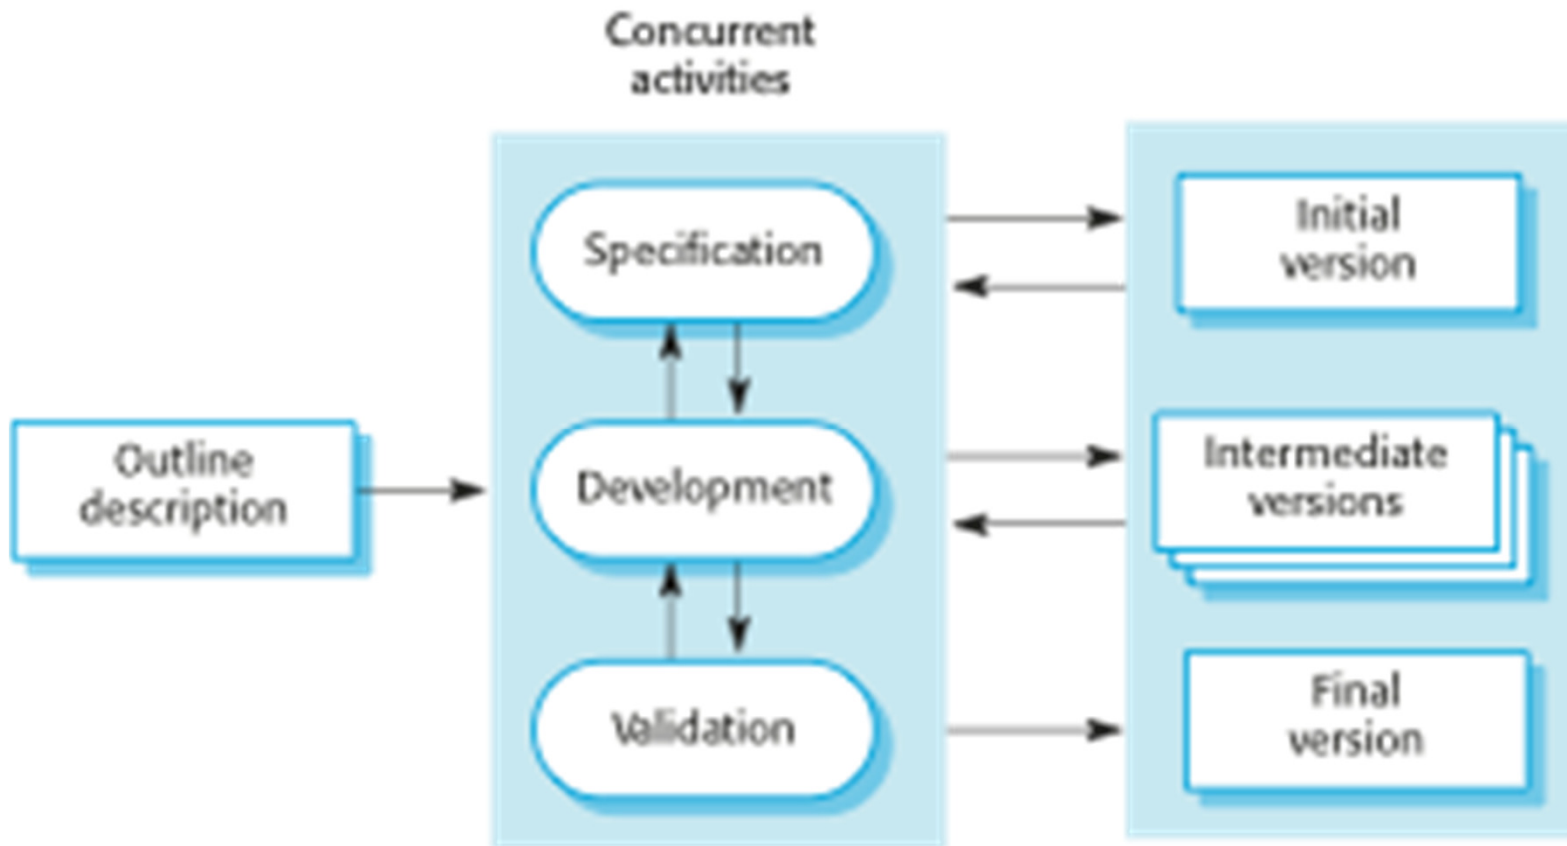 Concurrent
activities
Specification
Initial
version
Outline
description
Development
Intermediate
versions
Validation
Final
version